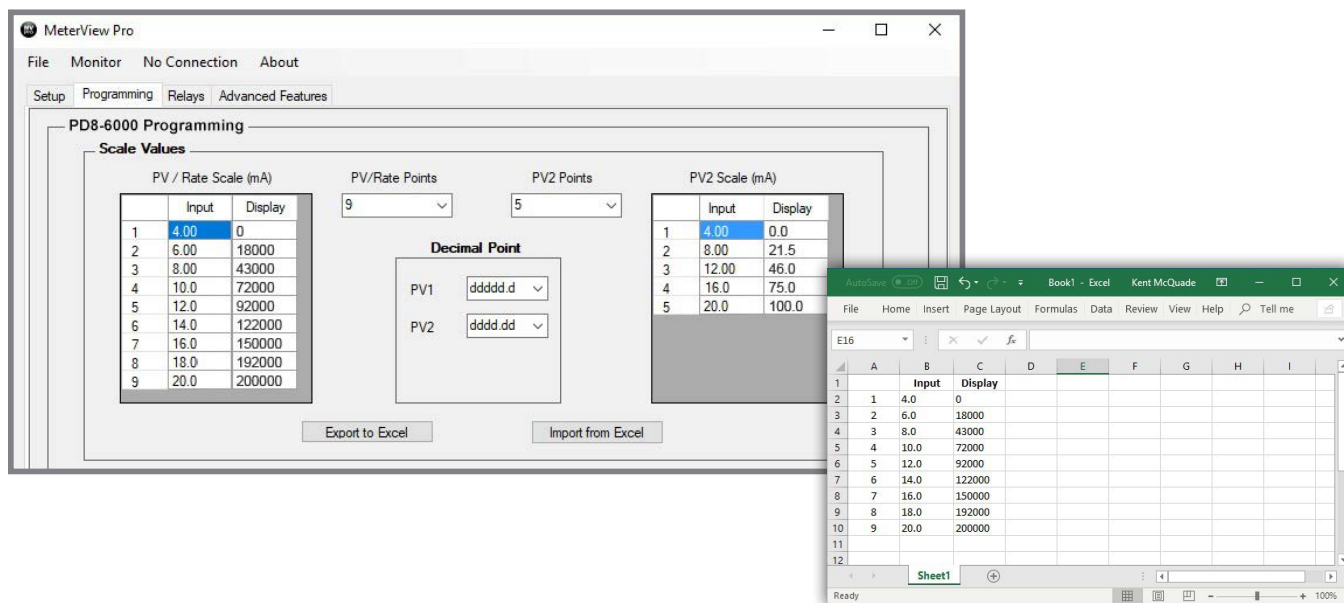 MeterView Pro
File Monitor No Connection About
Setup Programming Relays Advanced Features
PD8-6000 Programming
Scale Values
PV / Rate Scale (mA)
Input Display
1 4.00 0
2 6.00 18000
3 8.00 43000
4 10.0 72000
5 12.0 92000
6 14.0 122000
7 16.0 150000
8 18.0 192000
9 20.0 200000
PV/Rate Points
9
PV2 Points
5
Decimal Point
PV1 ddddd.d
PV2 dddd.dd
PV2 Scale (mA)
Input Display
1 4.00 0.0
2 8.00 21.5
3 12.00 46.0
4 16.0 75.0
5 20.0 100.0
Export to Excel Import from Excel
AutoSave Off Book1 - Excel Kent McQuade
File Home Insert Page Layout Formulas Data Review View Help Tell me
E16 fx
A B C D E F G H I
1 Input Display
2 1 4.0 0
3 2 6.0 18000
4 3 8.0 43000
5 4 10.0 72000
6 5 12.0 92000
7 6 14.0 122000
8 7 16.0 150000
9 8 18.0 192000
10 9 20.0 200000
11
12
Sheet1
Ready 100%